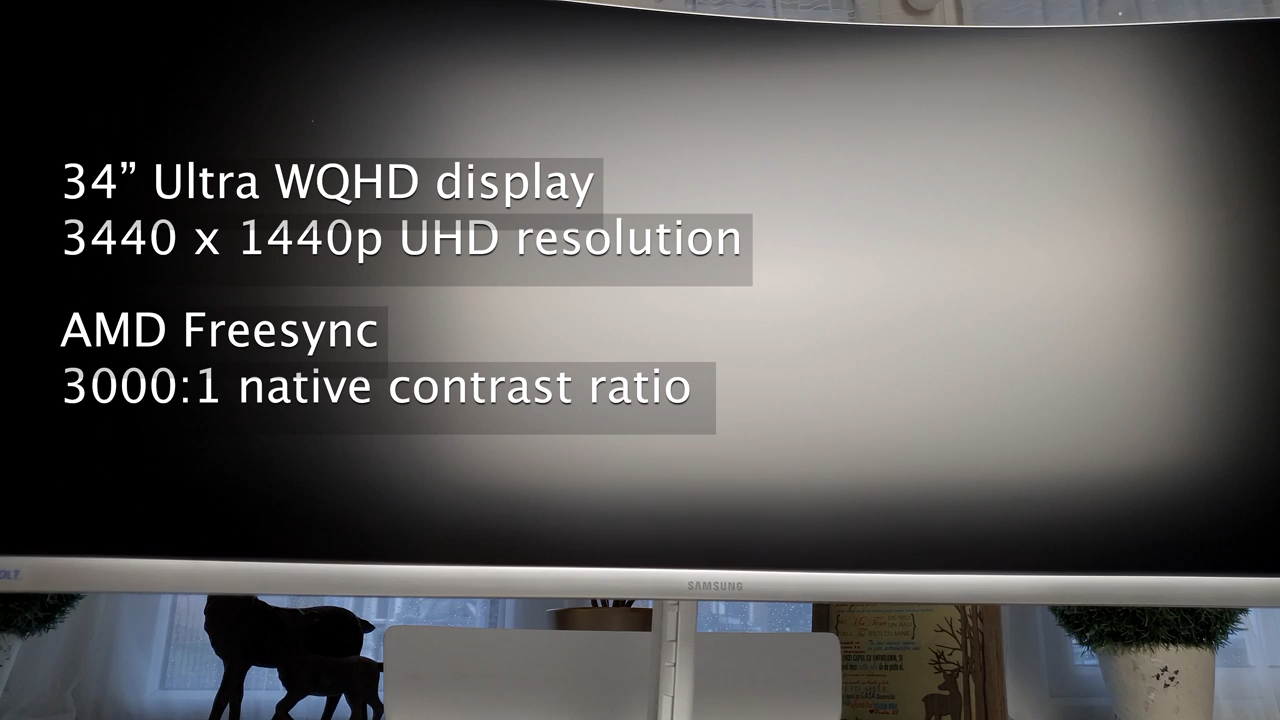 34” Ultra WQHD display
3440 x 1440p UHD resolution
AMD Freesync
3000:1 native contrast ratio
SAMSUNG